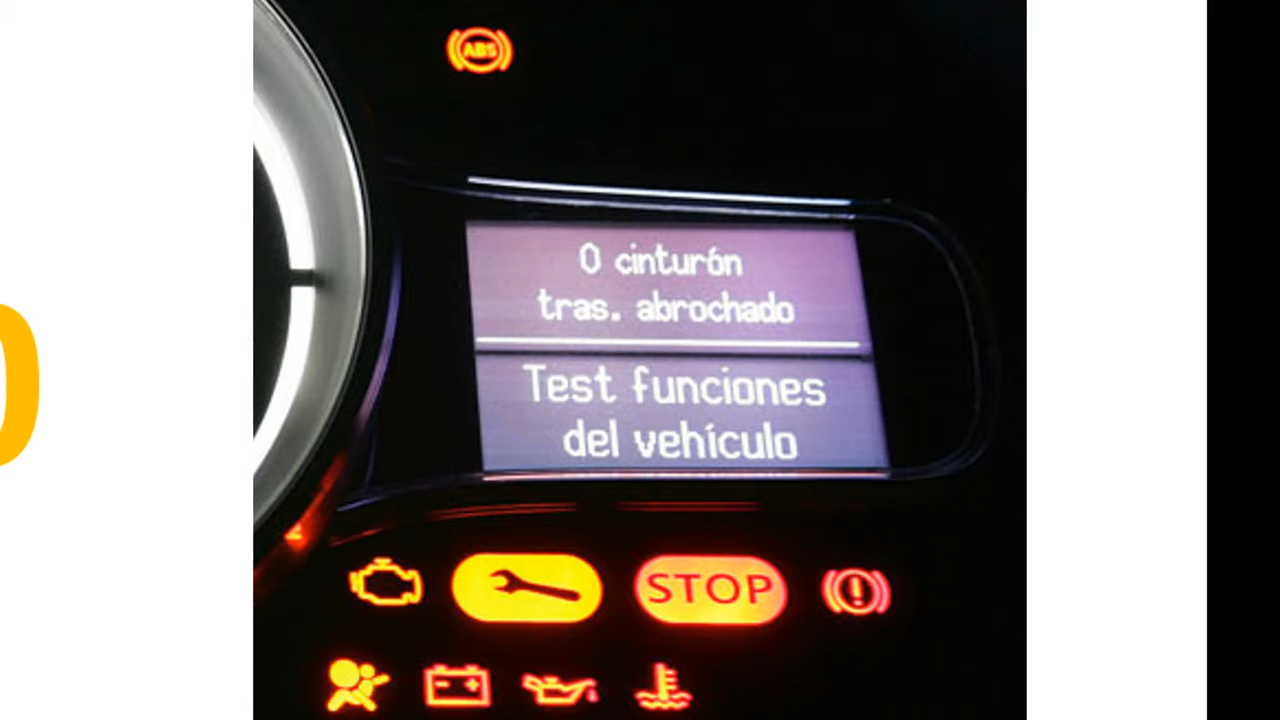 ABS
0 cinturón
tras. abrochado
Test funciones
del vehículo
STOP